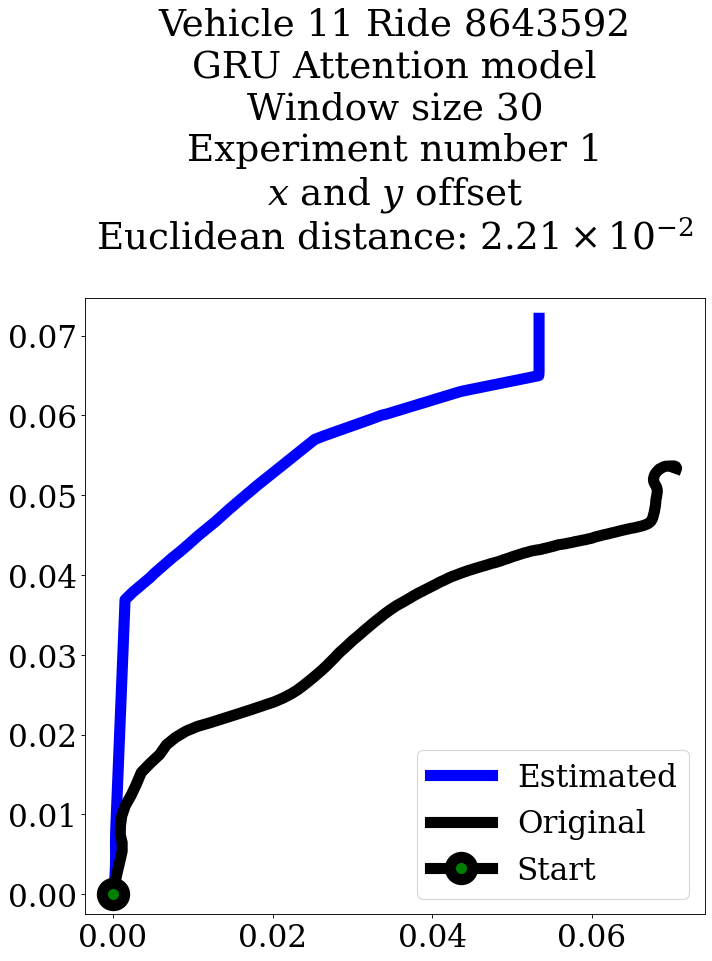 Vehicle 11 Ride 8643592
GRU Attention model
Window size 30
Experiment number 1
x and y offset
Euclidean distance: 2.21 × 10⁻²
0.07
0.06
0.05
0.04
0.03
0.02
0.01
0.00
Estimated
Original
Start
0.00 0.02 0.04 0.06